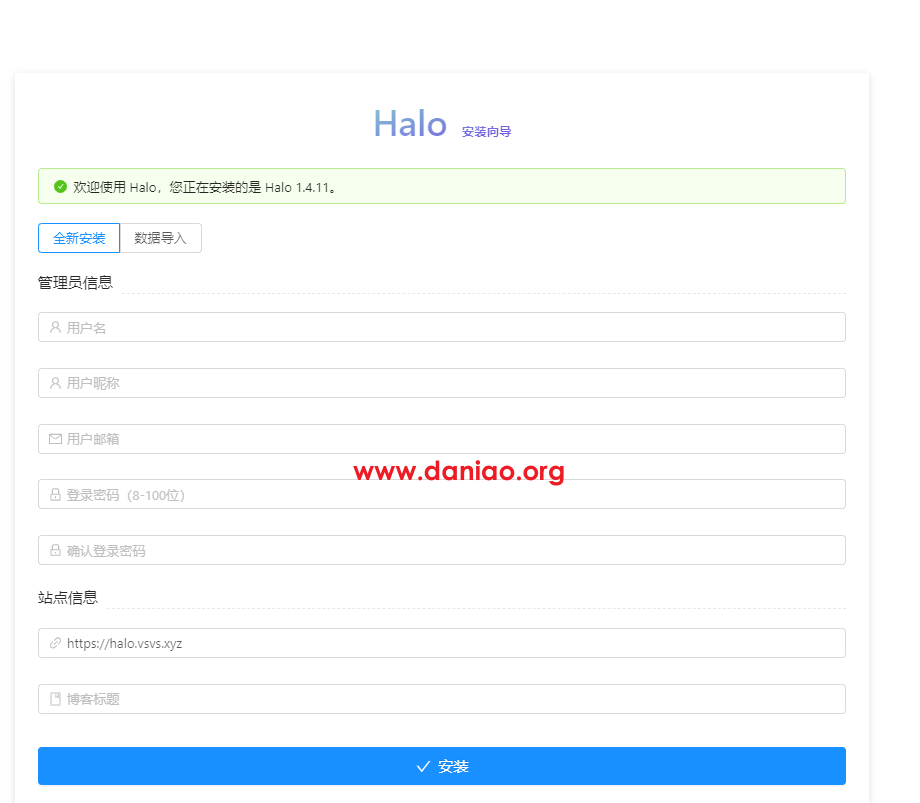 Halo 安装向导
欢迎使用 Halo，您正在安装的是 Halo 1.4.11。
全新安装 数据导入
管理员信息
用户名
用户昵称
用户邮箱
www.daniao.org
登录密码（8-100位）
确认登录密码
站点信息
https://halo.vsvs.xyz
博客标题
安装